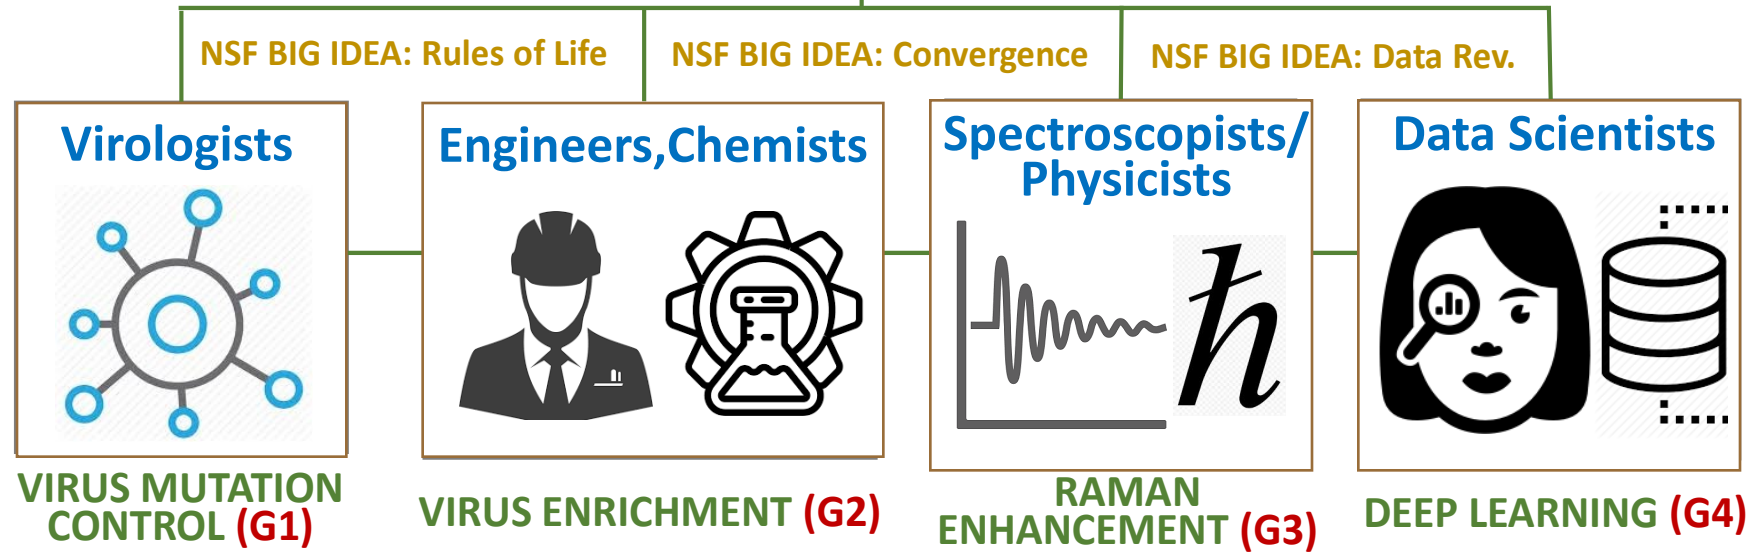 NSF BIG IDEA: Rules of Life
NSF BIG IDEA: Convergence
NSF BIG IDEA: Data Rev.
Virologists
Engineers,Chemists
Spectroscopists/
Physicists
Data Scientists
ħ
VIRUS MUTATION
CONTROL (G1)
VIRUS ENRICHMENT (G2)
RAMAN
ENHANCEMENT (G3)
DEEP LEARNING (G4)